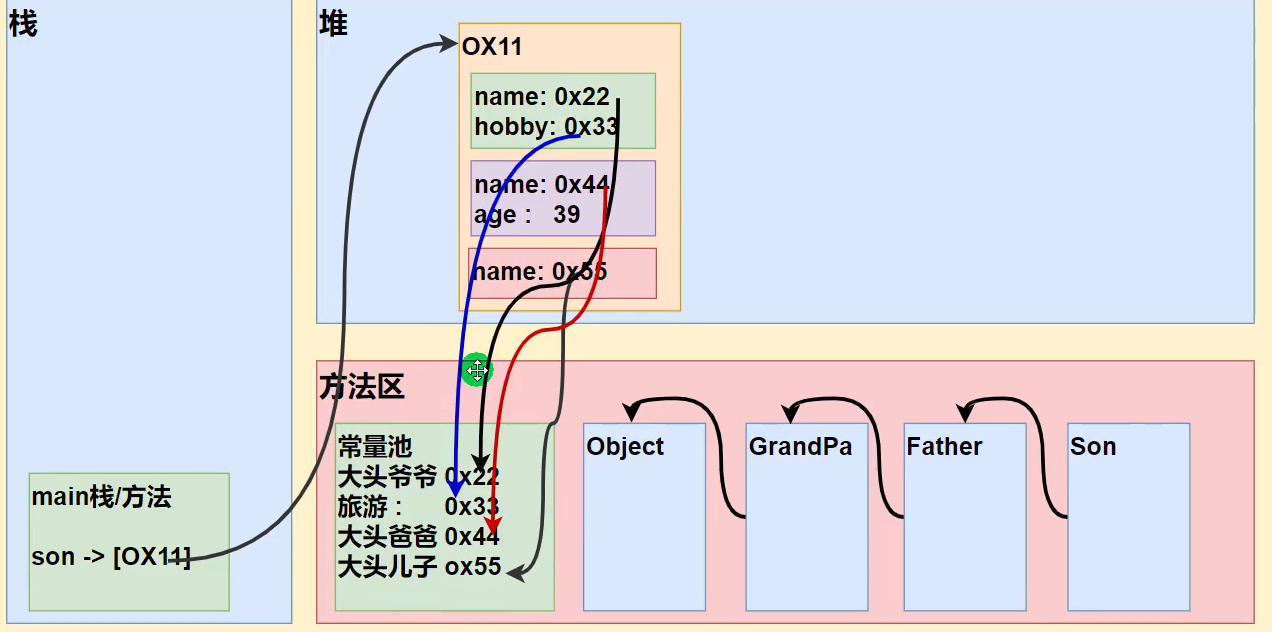 栈
main栈/方法
son -> [OX11]
堆
OX11
name: 0x22
hobby: 0x33
name: 0x44
age : 39
name: 0x55
方法区
常量池
大头爷爷 0x22
旅游 : 0x33
大头爸爸 0x44
大头儿子 ox55
Object
GrandPa
Father
Son